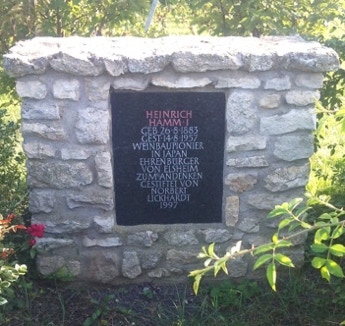 HEINRICH
HAMM·I
GEB·26·8·1883
GEST·14·8·1957
WEINBAUPIONIER
IN JAPAN
EHRENBURGER
VON ELSHEIM
ZUM ANDENKEN
GESTIFTET VON
NORBERT
LICKHARDT
1997